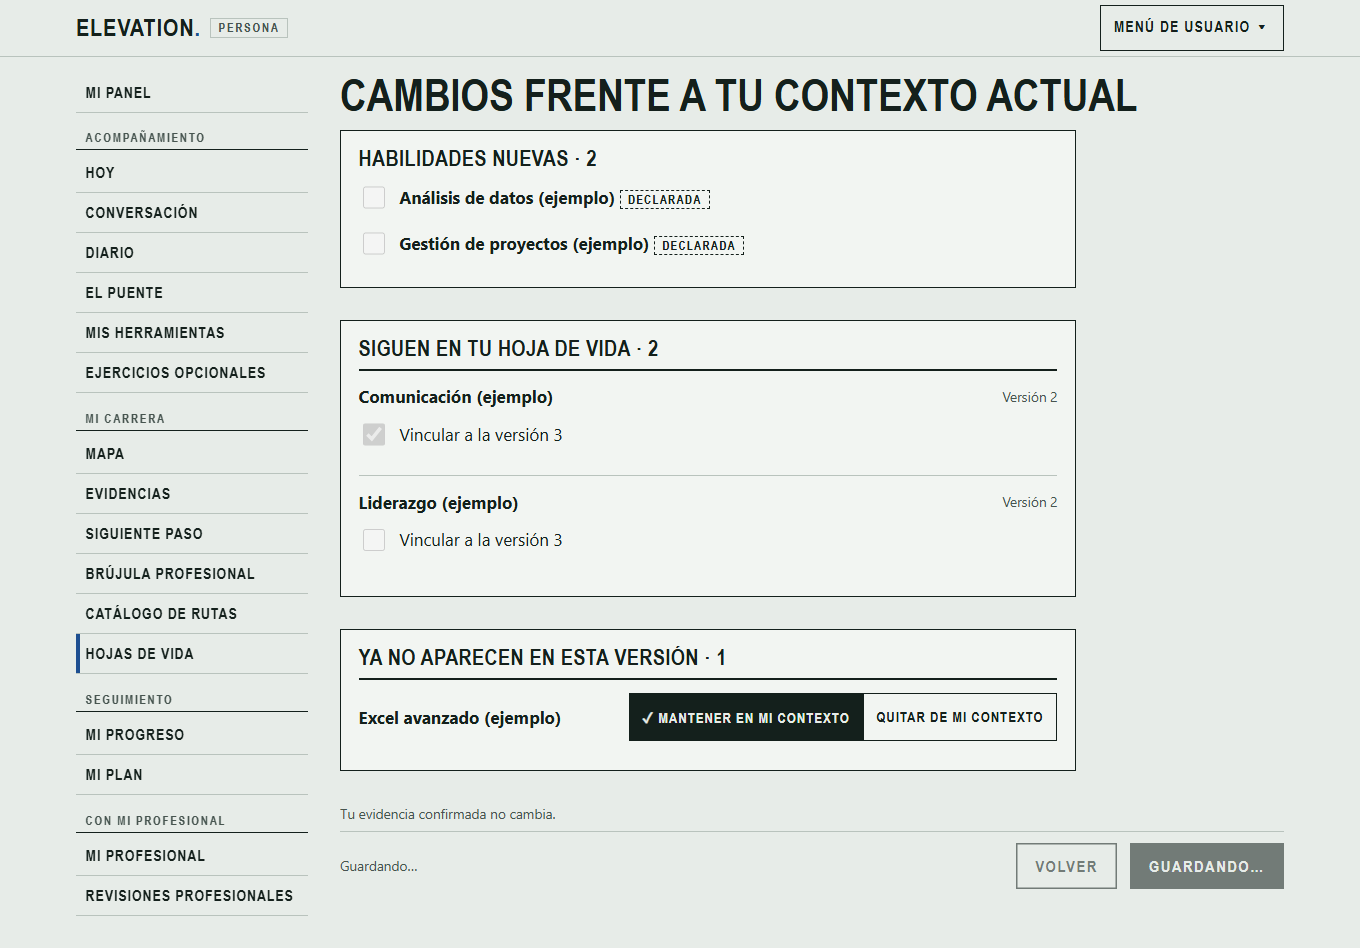 ELEVATION. PERSONA
MENÚ DE USUARIO
MI PANEL
ACOMPAÑAMIENTO
HOY
CONVERSACIÓN
DIARIO
EL PUENTE
MIS HERRAMIENTAS
EJERCICIOS OPCIONALES
MI CARRERA
MAPA
EVIDENCIAS
SIGUIENTE PASO
BRÚJULA PROFESIONAL
CATÁLOGO DE RUTAS
HOJAS DE VIDA
SEGUIMIENTO
MI PROGRESO
MI PLAN
CON MI PROFESIONAL
MI PROFESIONAL
REVISIONES PROFESIONALES
CAMBIOS FRENTE A TU CONTEXTO ACTUAL
HABILIDADES NUEVAS · 2
Análisis de datos (ejemplo) DECLARADA
Gestión de proyectos (ejemplo) DECLARADA
SIGUEN EN TU HOJA DE VIDA · 2
Comunicación (ejemplo) Versión 2
Vincular a la versión 3
Liderazgo (ejemplo) Versión 2
Vincular a la versión 3
YA NO APARECEN EN ESTA VERSIÓN · 1
Excel avanzado (ejemplo) ✓ MANTENER EN MI CONTEXTO QUITAR DE MI CONTEXTO
Tu evidencia confirmada no cambia.
Guardando... VOLVER GUARDANDO...